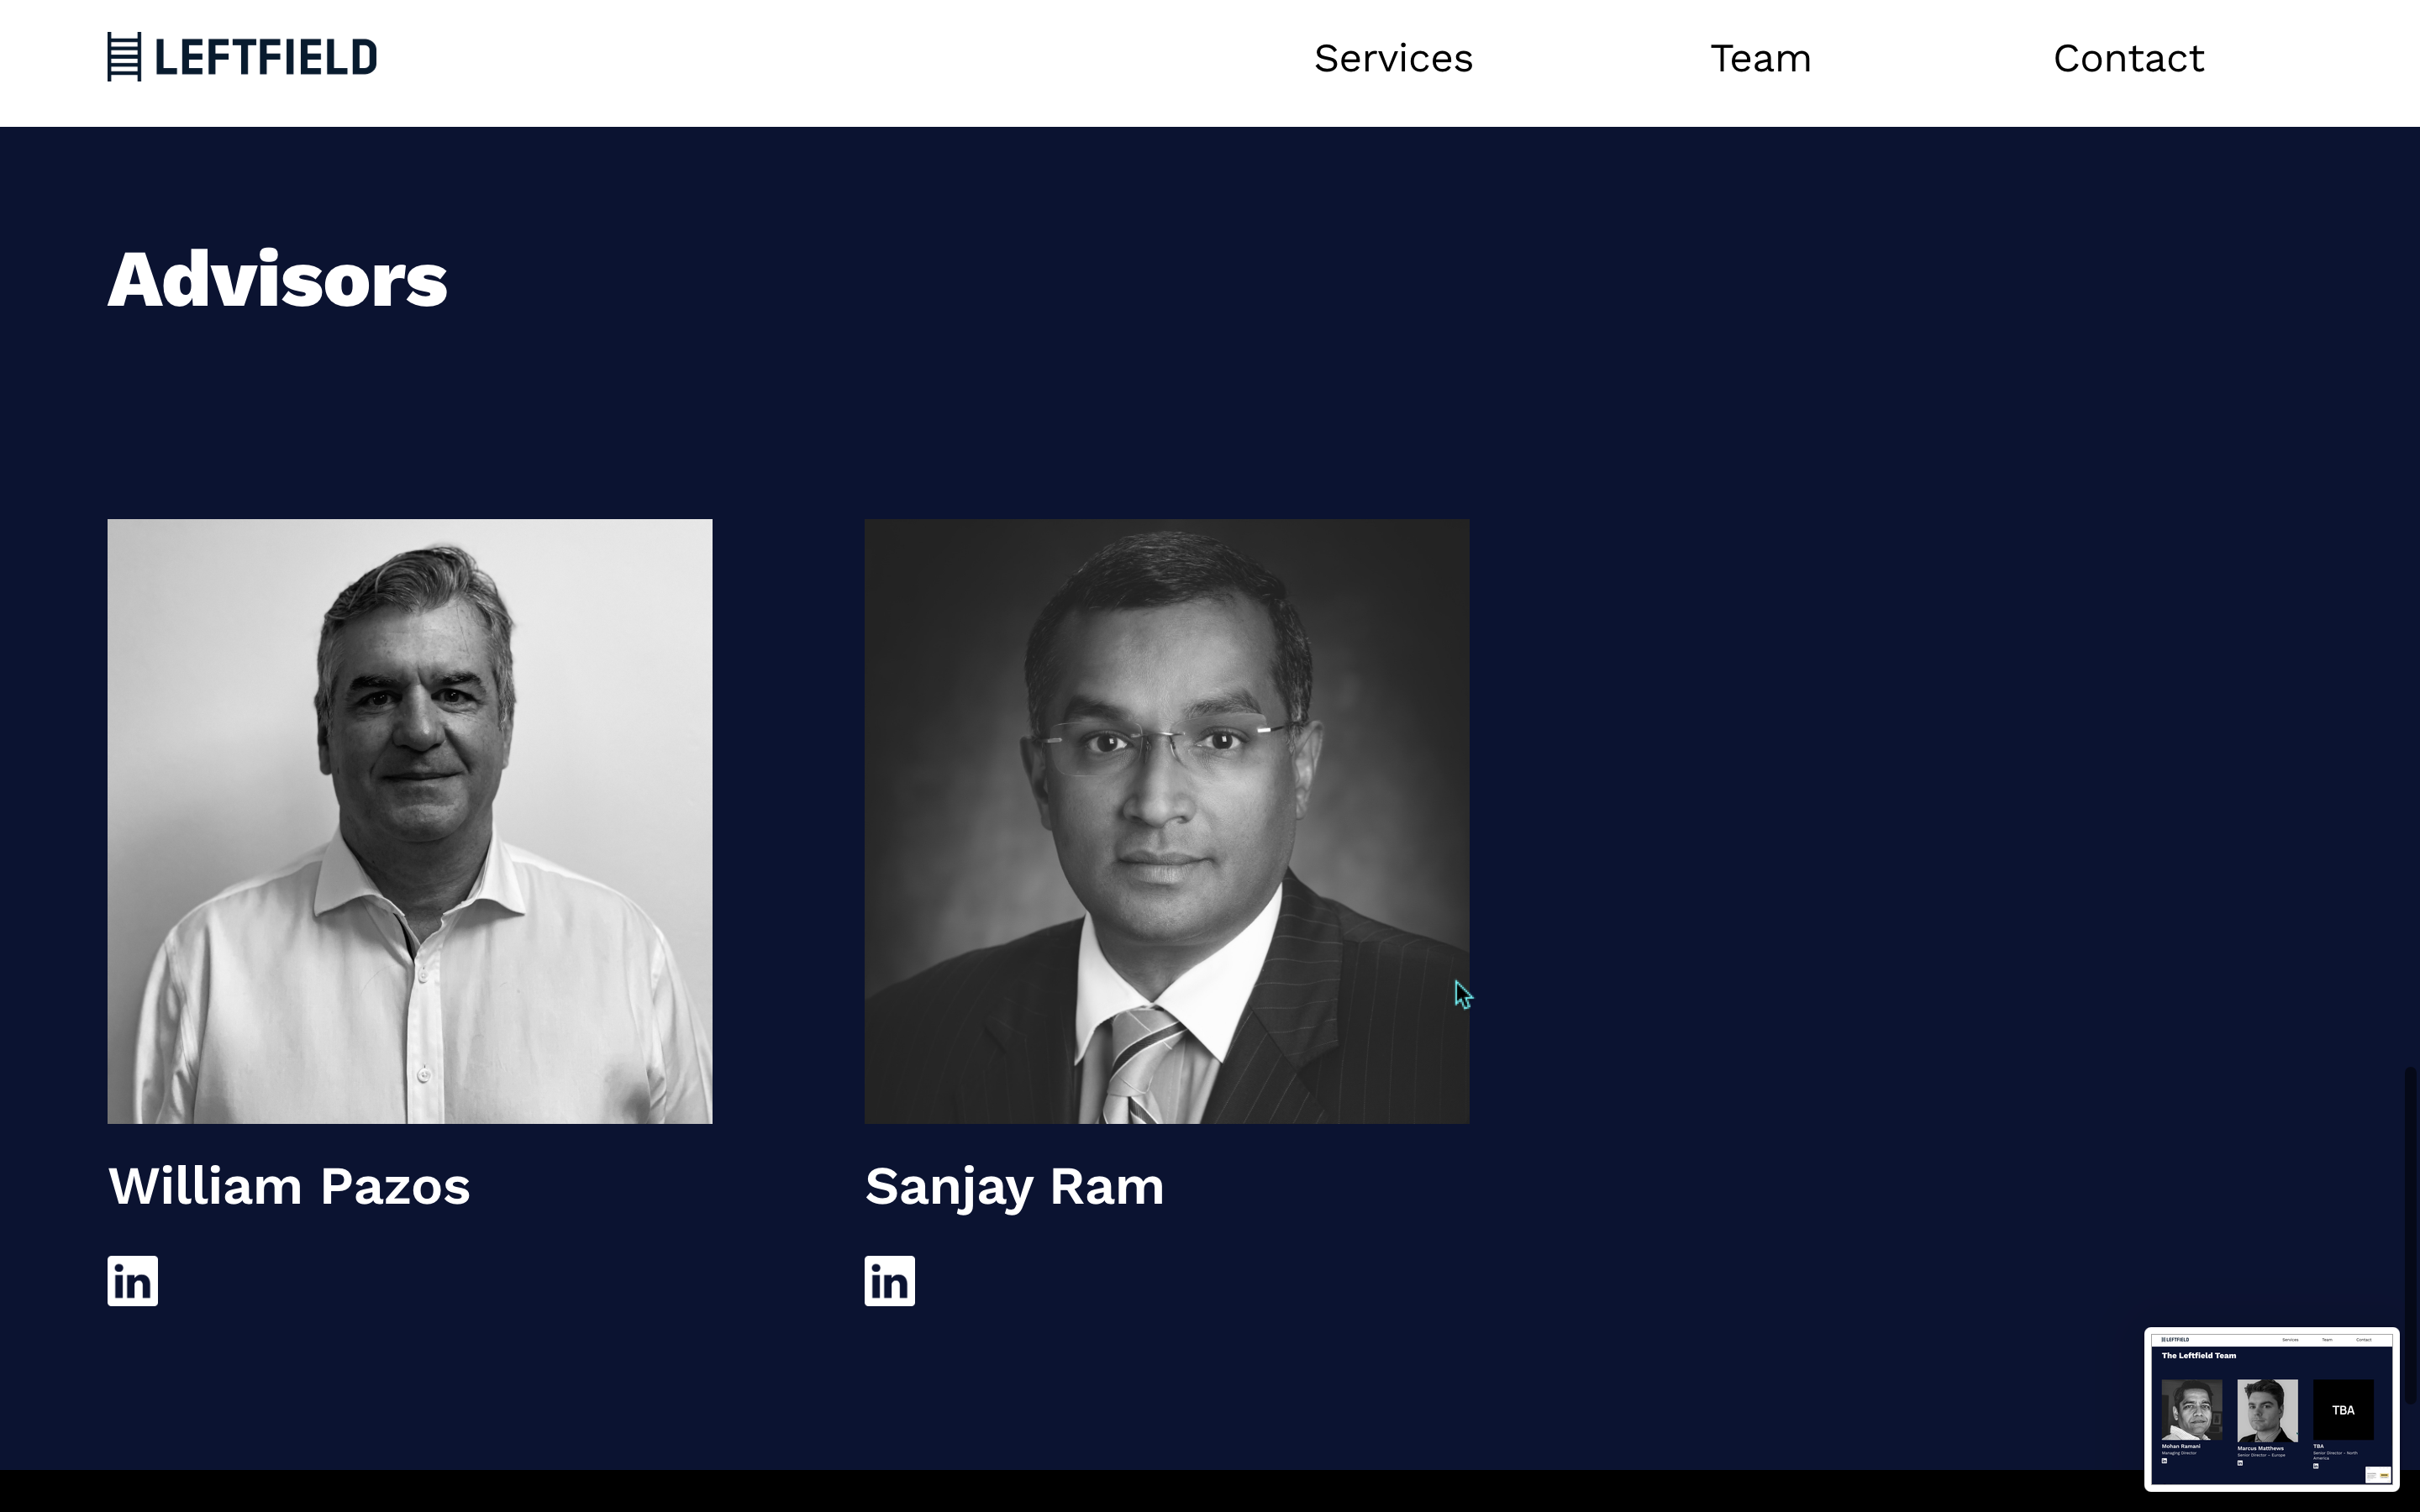 LEFTFIELD
Services
Team
Contact
Advisors
William Pazos
Sanjay Ram
in
in
LEFTFIELD
Services
Team
Contact
The Leftfield Team
TBA
Mohan Ramani
Marcus Matthews
TBA
Managing Director
Senior Director - Europe
Senior Director - North
America